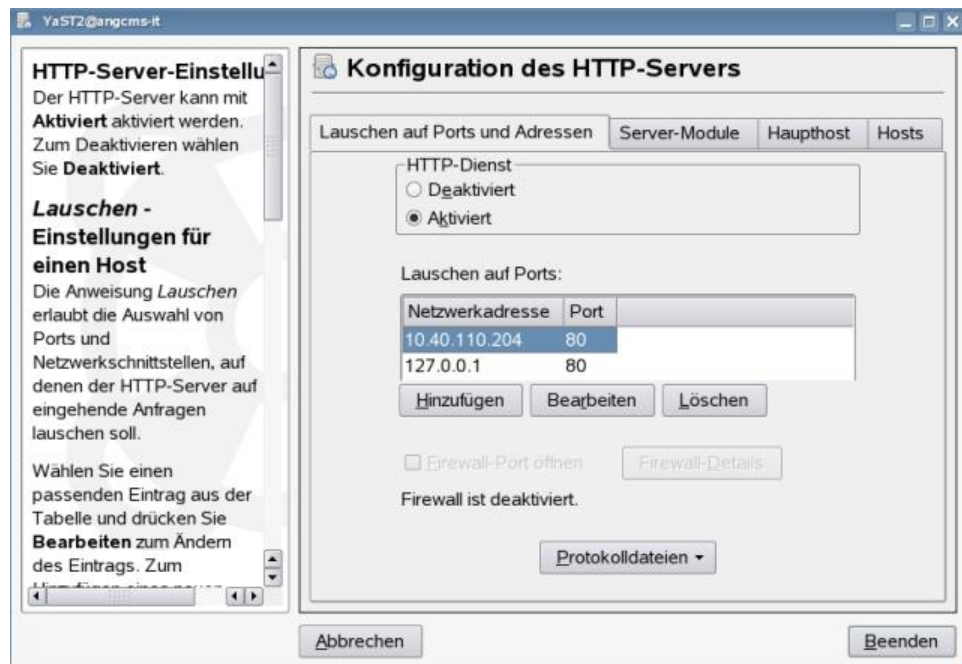 YaST2@angcms-it
HTTP-Server-Einstellu
Der HTTP-Server kann mit
Aktiviert aktiviert werden.
Zum Deaktivieren wählen
Sie Deaktiviert.
Lauschen -
Einstellungen für
einen Host
Die Anweisung Lauschen
erlaubt die Auswahl von
Ports und
Netzwerkschnittstellen, auf
denen der HTTP-Server auf
eingehende Anfragen
lauschen soll.
Wählen Sie einen
passenden Eintrag aus der
Tabelle und drücken Sie
Bearbeiten zum Ändern
des Eintrags. Zum
Konfiguration des HTTP-Servers
Lauschen auf Ports und Adressen Server-Module Haupthost Hosts
HTTP-Dienst
Deaktiviert
Aktiviert
Lauschen auf Ports:
Netzwerkadresse Port
10.40.110.204 80
127.0.0.1 80
Hinzufügen Bearbeiten Löschen
Firewall-Port öffnen Firewall-Details
Firewall ist deaktiviert.
Protokolldateien
Abbrechen Beenden